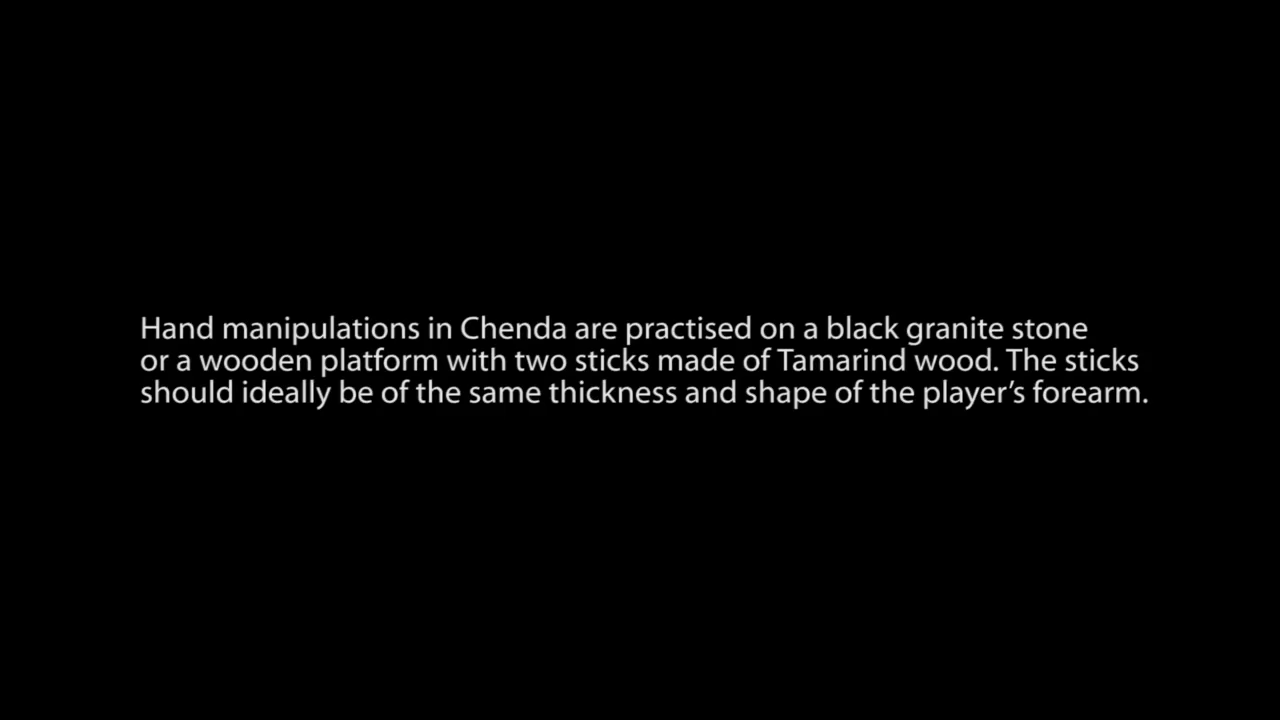 Hand manipulations in Chenda are practised on a black granite stone
or a wooden platform with two sticks made of Tamarind wood. The sticks
should ideally be of the same thickness and shape of the player’s forearm.